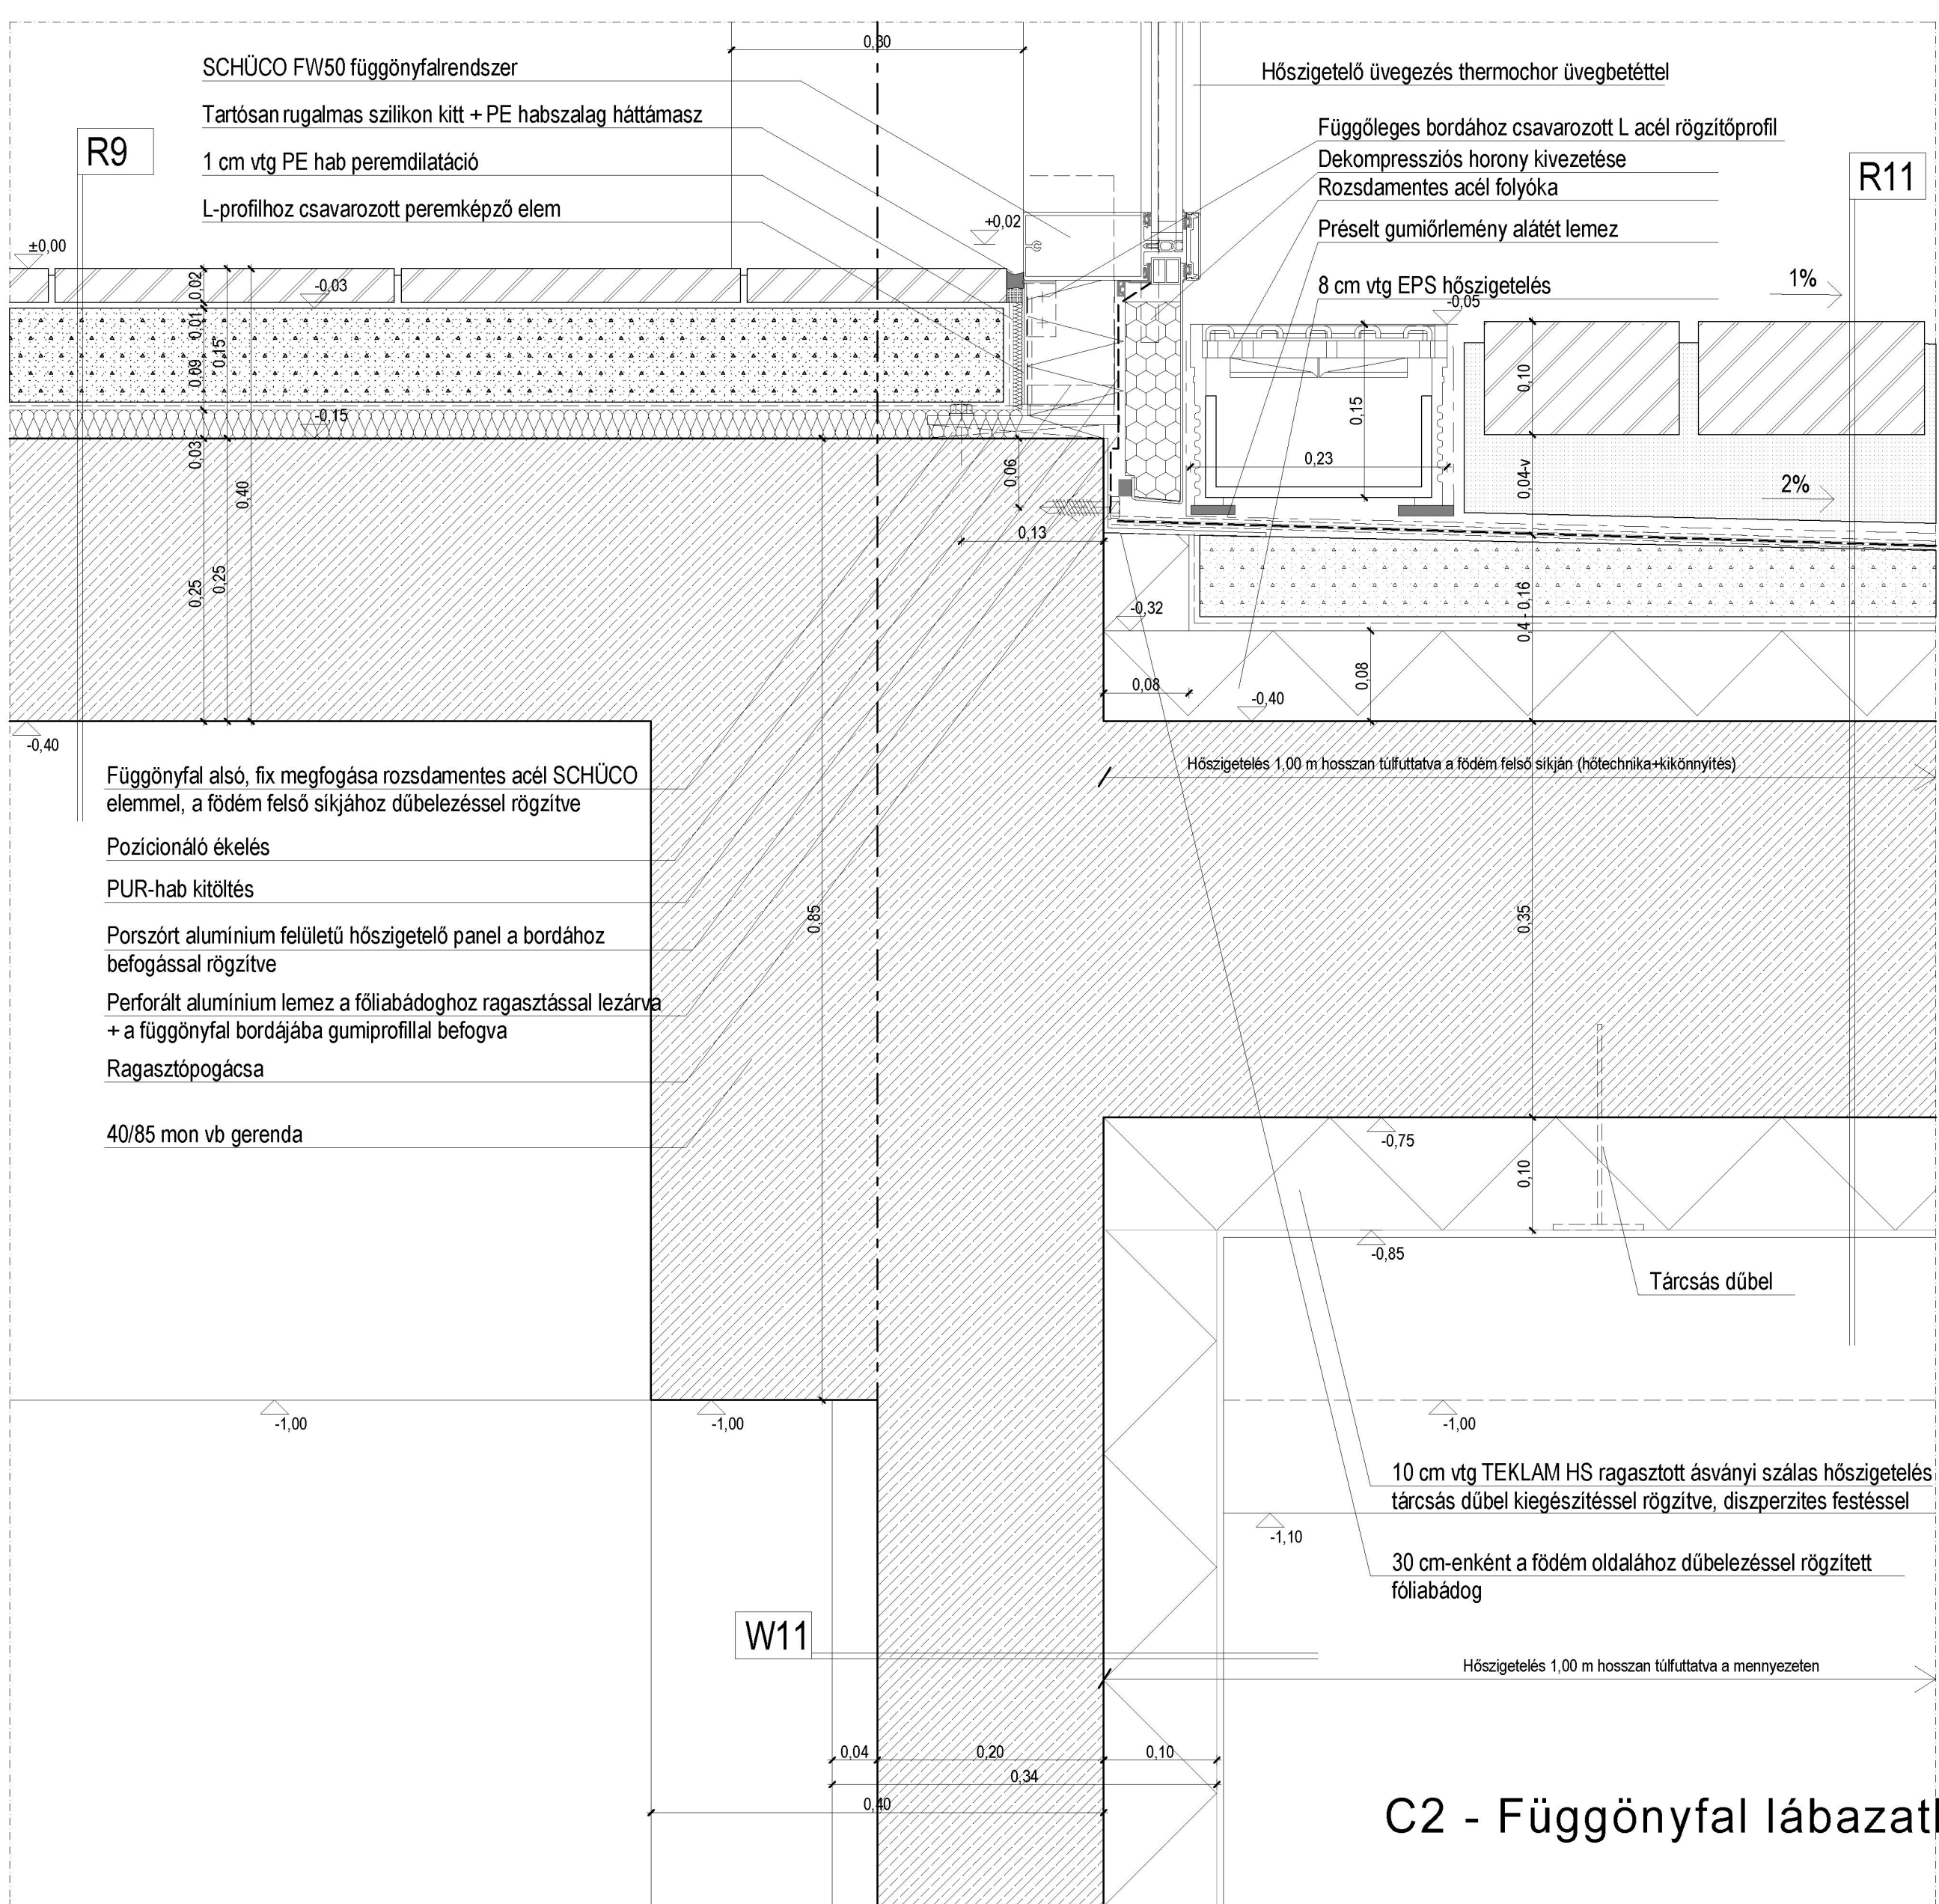 0,30
SCHÜCO FW50 függönyfalrendszer
Tartósan rugalmas szilikon kitt + PE habszalag háttámasz
R9
1 cm vtg PE hab peremdilatáció
L-profilhoz csavarozott peremképző elem
±0,00
+0,02
Hőszigetelő üvegezés thermochor üvegbetéttel
Függőleges bordához csavarozott L acél rögzítőprofil
Dekompressziós horony kivezetése
Rozsdamentes acél folyóka
R11
Préselt gumiőrlemény alátét lemez
8 cm vtg EPS hőszigetelés
1%
-0,05
0,02
-0,03
0,01
0,15
0,09
-0,15
0,03
0,40
0,25
0,25
0,06
0,13
0,15
0,23
0,10
0,04-v
2%
-0,32
0,4 - 0,16
0,08
0,08
-0,40
-0,40
Hőszigetelés 1,00 m hosszan túlfuttatva a födém felső síkján (hőtechnika+kikönnyítés)
Függönyfal alsó, fix megfogása rozsdamentes acél SCHÜCO
elemmel, a födém felső síkjához dűbelezéssel rögzítve
Pozícionáló ékelés
PUR-hab kitöltés
Porszórt alumínium felületű hőszigetelő panel a bordához
befogással rögzítve
Perforált alumínium lemez a főliabádoghoz ragasztással lezárva
+ a függönyfal bordájába gumiprofillal befogva
Ragasztópogácsa
40/85 mon vb gerenda
0,85
0,35
-0,75
0,10
-0,85
Tárcsás dűbel
-1,00
-1,00
-1,00
10 cm vtg TEKLAM HS ragasztott ásványi szálas hőszigetelés
tárcsás dűbel kiegészítéssel rögzítve, diszperzites festéssel
-1,10
30 cm-enként a födém oldalához dűbelezéssel rögzített
fóliabádog
W11
Hőszigetelés 1,00 m hosszan túlfuttatva a mennyezeten
0,04
0,20
0,10
0,34
0,40
C2 - Függönyfal lábazatl